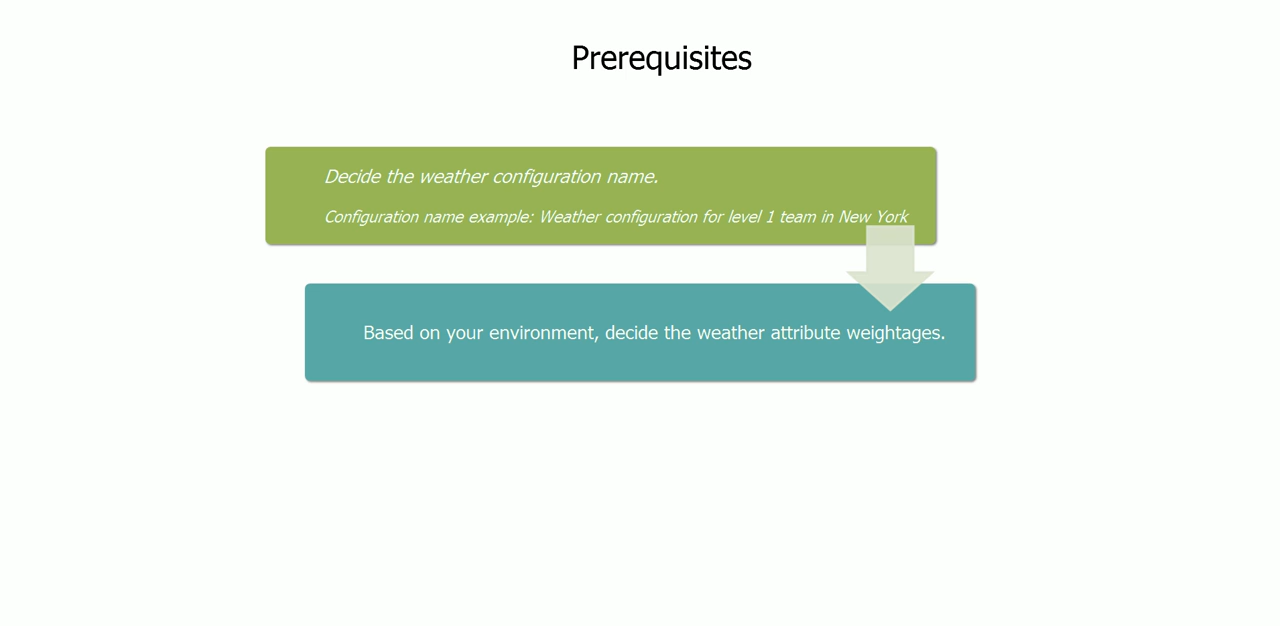 Prerequisites
Decide the weather configuration name.
Configuration name example: Weather configuration for level 1 team in New York
Based on your environment, decide the weather attribute weightages.